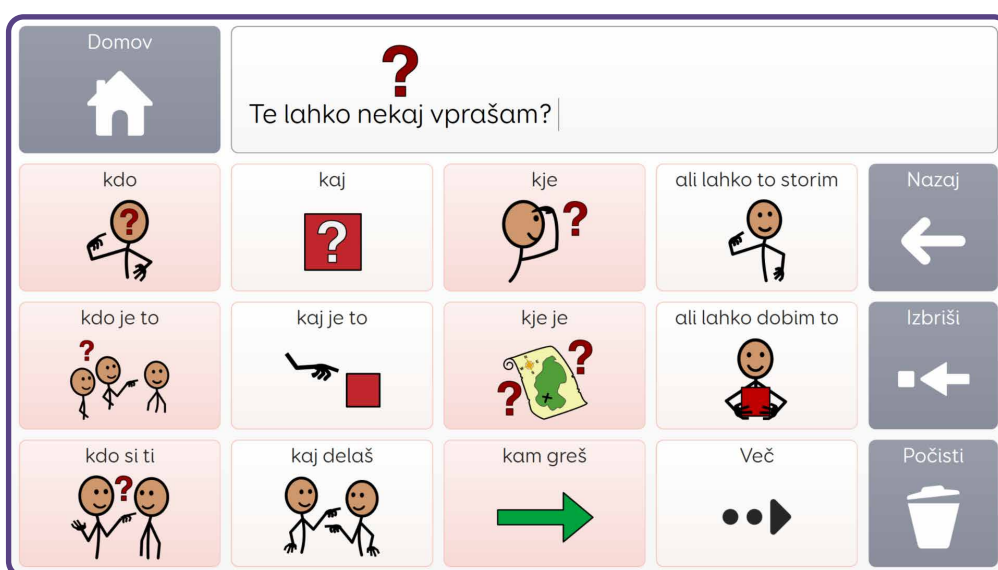 Domov
Te lahko nekaj vprašam?
kdo
kaj
kje
ali lahko to storim
Nazaj
kdo je to
kaj je to
kje je
ali lahko dobim to
Izbriši
kdo si ti
kaj delaš
kam greš
Več
Počisti